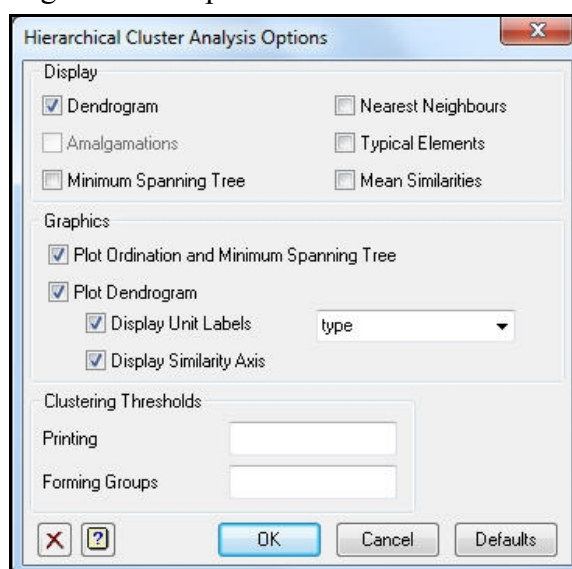 Hierarchical Cluster Analysis Options
Display
Dendrogram
Nearest Neighbours
Amalgamations
Typical Elements
Minimum Spanning Tree
Mean Similarities
Graphics
Plot Ordination and Minimum Spanning Tree
Plot Dendrogram
Display Unit Labels
type
Display Similarity Axis
Clustering Thresholds
Printing
Forming Groups
OK
Cancel
Defaults